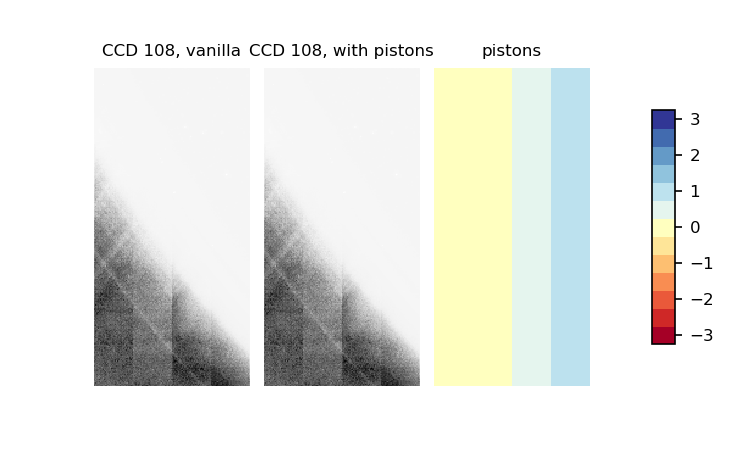 CCD 108, vanilla
CCD 108, with pistons
pistons
3
2
1
0
−1
−2
−3